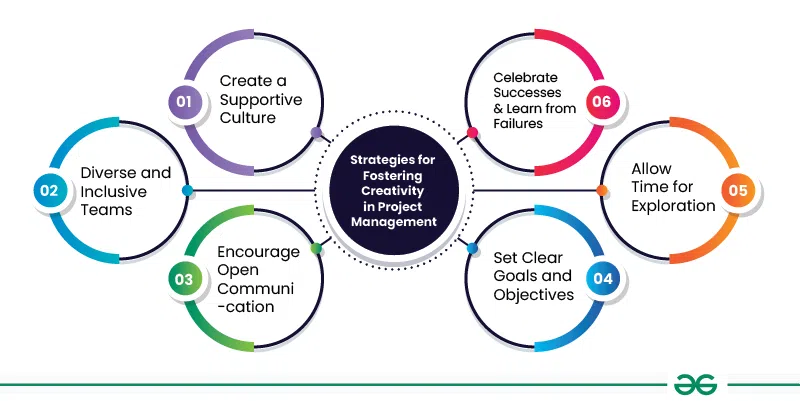 Strategies for
Fostering
Creativity
in Project
Management
01
Create a
Supportive
Culture
02
Diverse and
Inclusive
Teams
03
Encourage
Open
Communi
-cation
04
Set Clear
Goals and
Objectives
05
Allow
Time for
Exploration
06
Celebrate
Successes
& Learn from
Failures